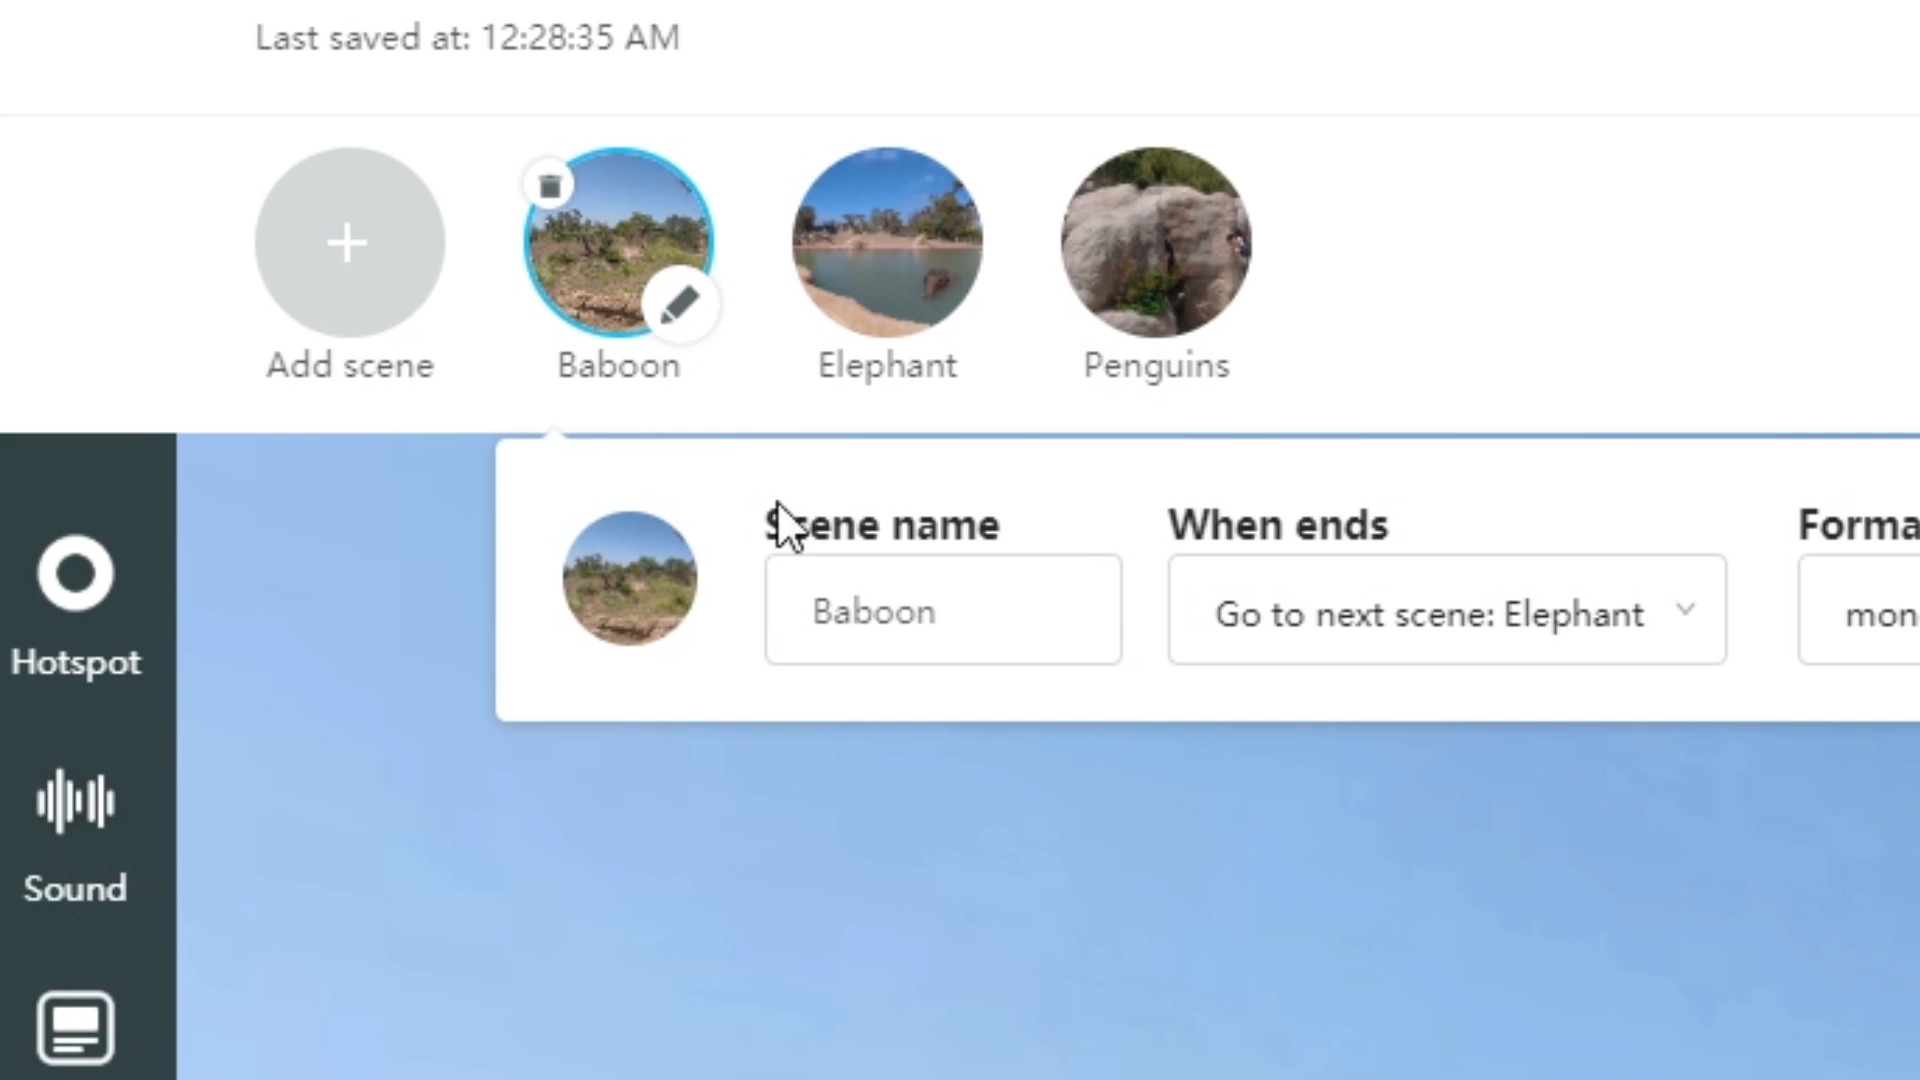 Last saved at: 12:28:35 AM
Add scene
Baboon
Elephant
Penguins
Scene name
When ends
Forma
Baboon
Go to next scene: Elephant
mon
Hotspot
Sound